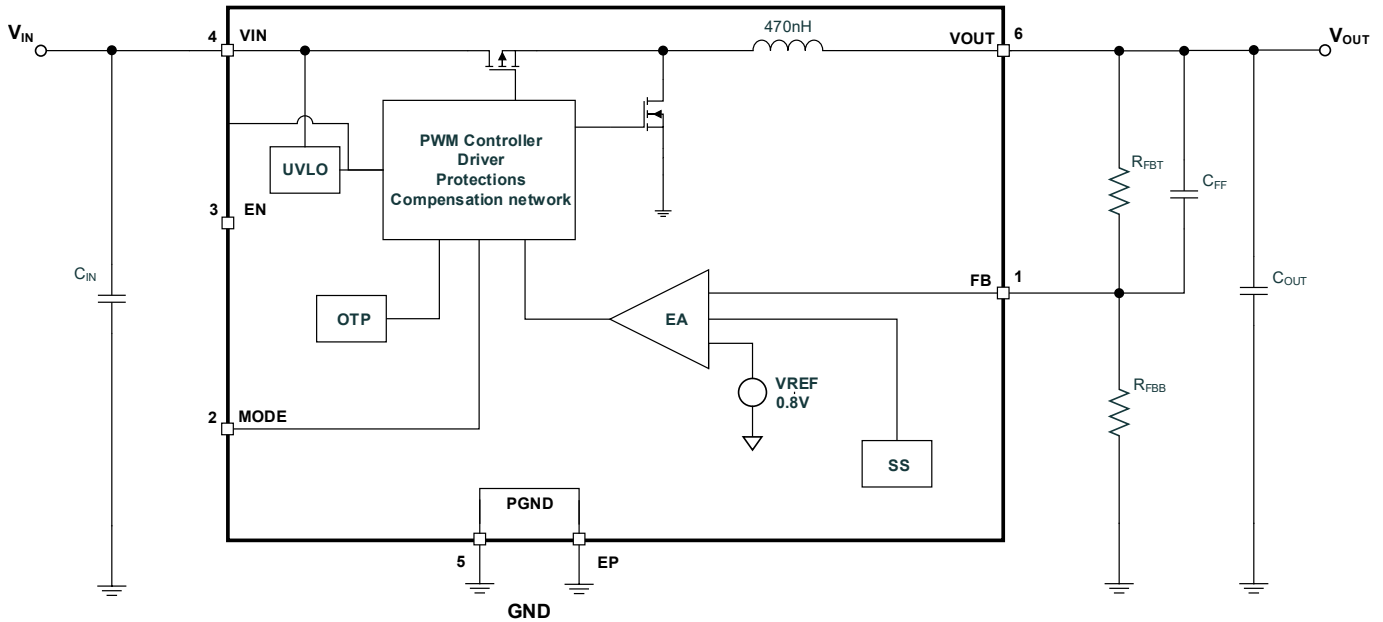 VIN
4
VIN
470nH
VOUT
6
VOUT
PWM Controller
Driver
Protections
Compensation network
UVLO
RFBT
CFF
3
EN
CIN
FB
1
COUT
OTP
EA
VREF
0.8V
RFBB
2
MODE
SS
PGND
5
EP
GND